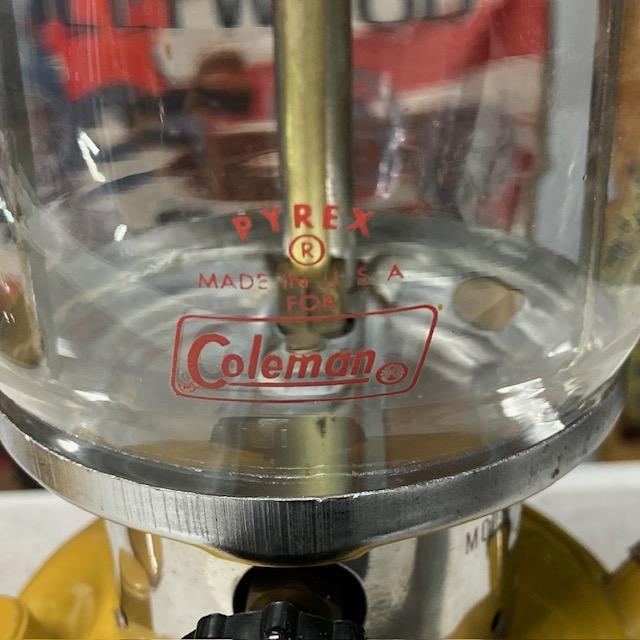 PYREX
®
MADE IN U.S.A
FOR
Coleman ®